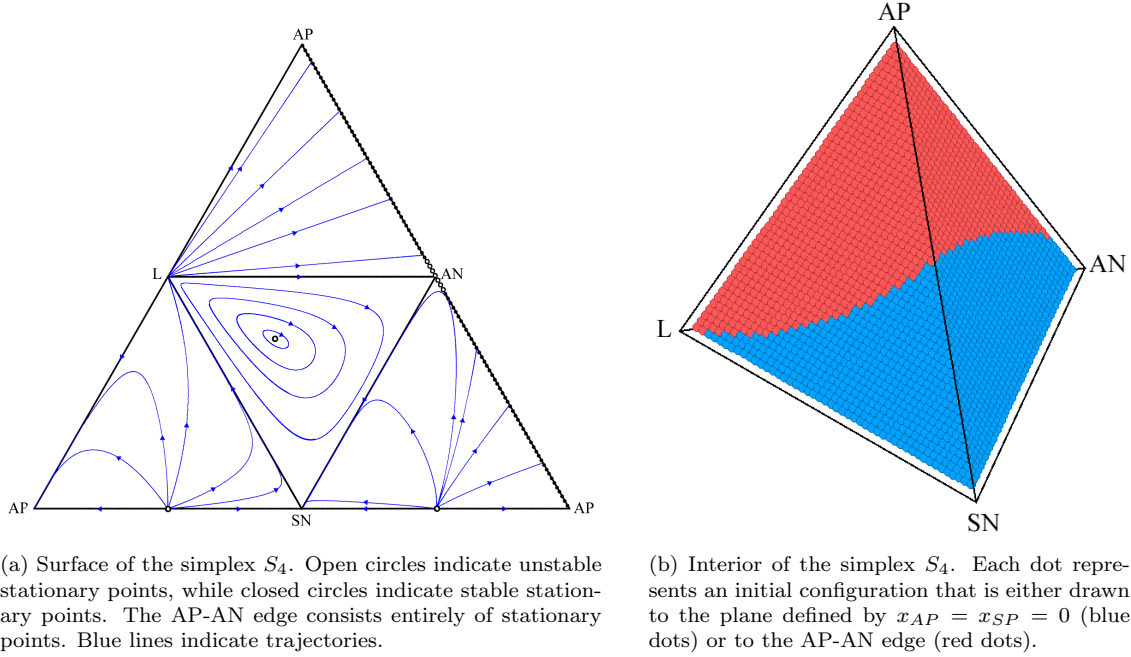 AP
L
AN
AP
SN
AP
AP
L
AN
SN
(a) Surface of the simplex S4. Open circles indicate unstable
stationary points, while closed circles indicate stable station-
ary points. The AP-AN edge consists entirely of stationary
points. Blue lines indicate trajectories.
(b) Interior of the simplex S4. Each dot repre-
sents an initial configuration that is either drawn
to the plane defined by xAP = xSP = 0 (blue
dots) or to the AP-AN edge (red dots).